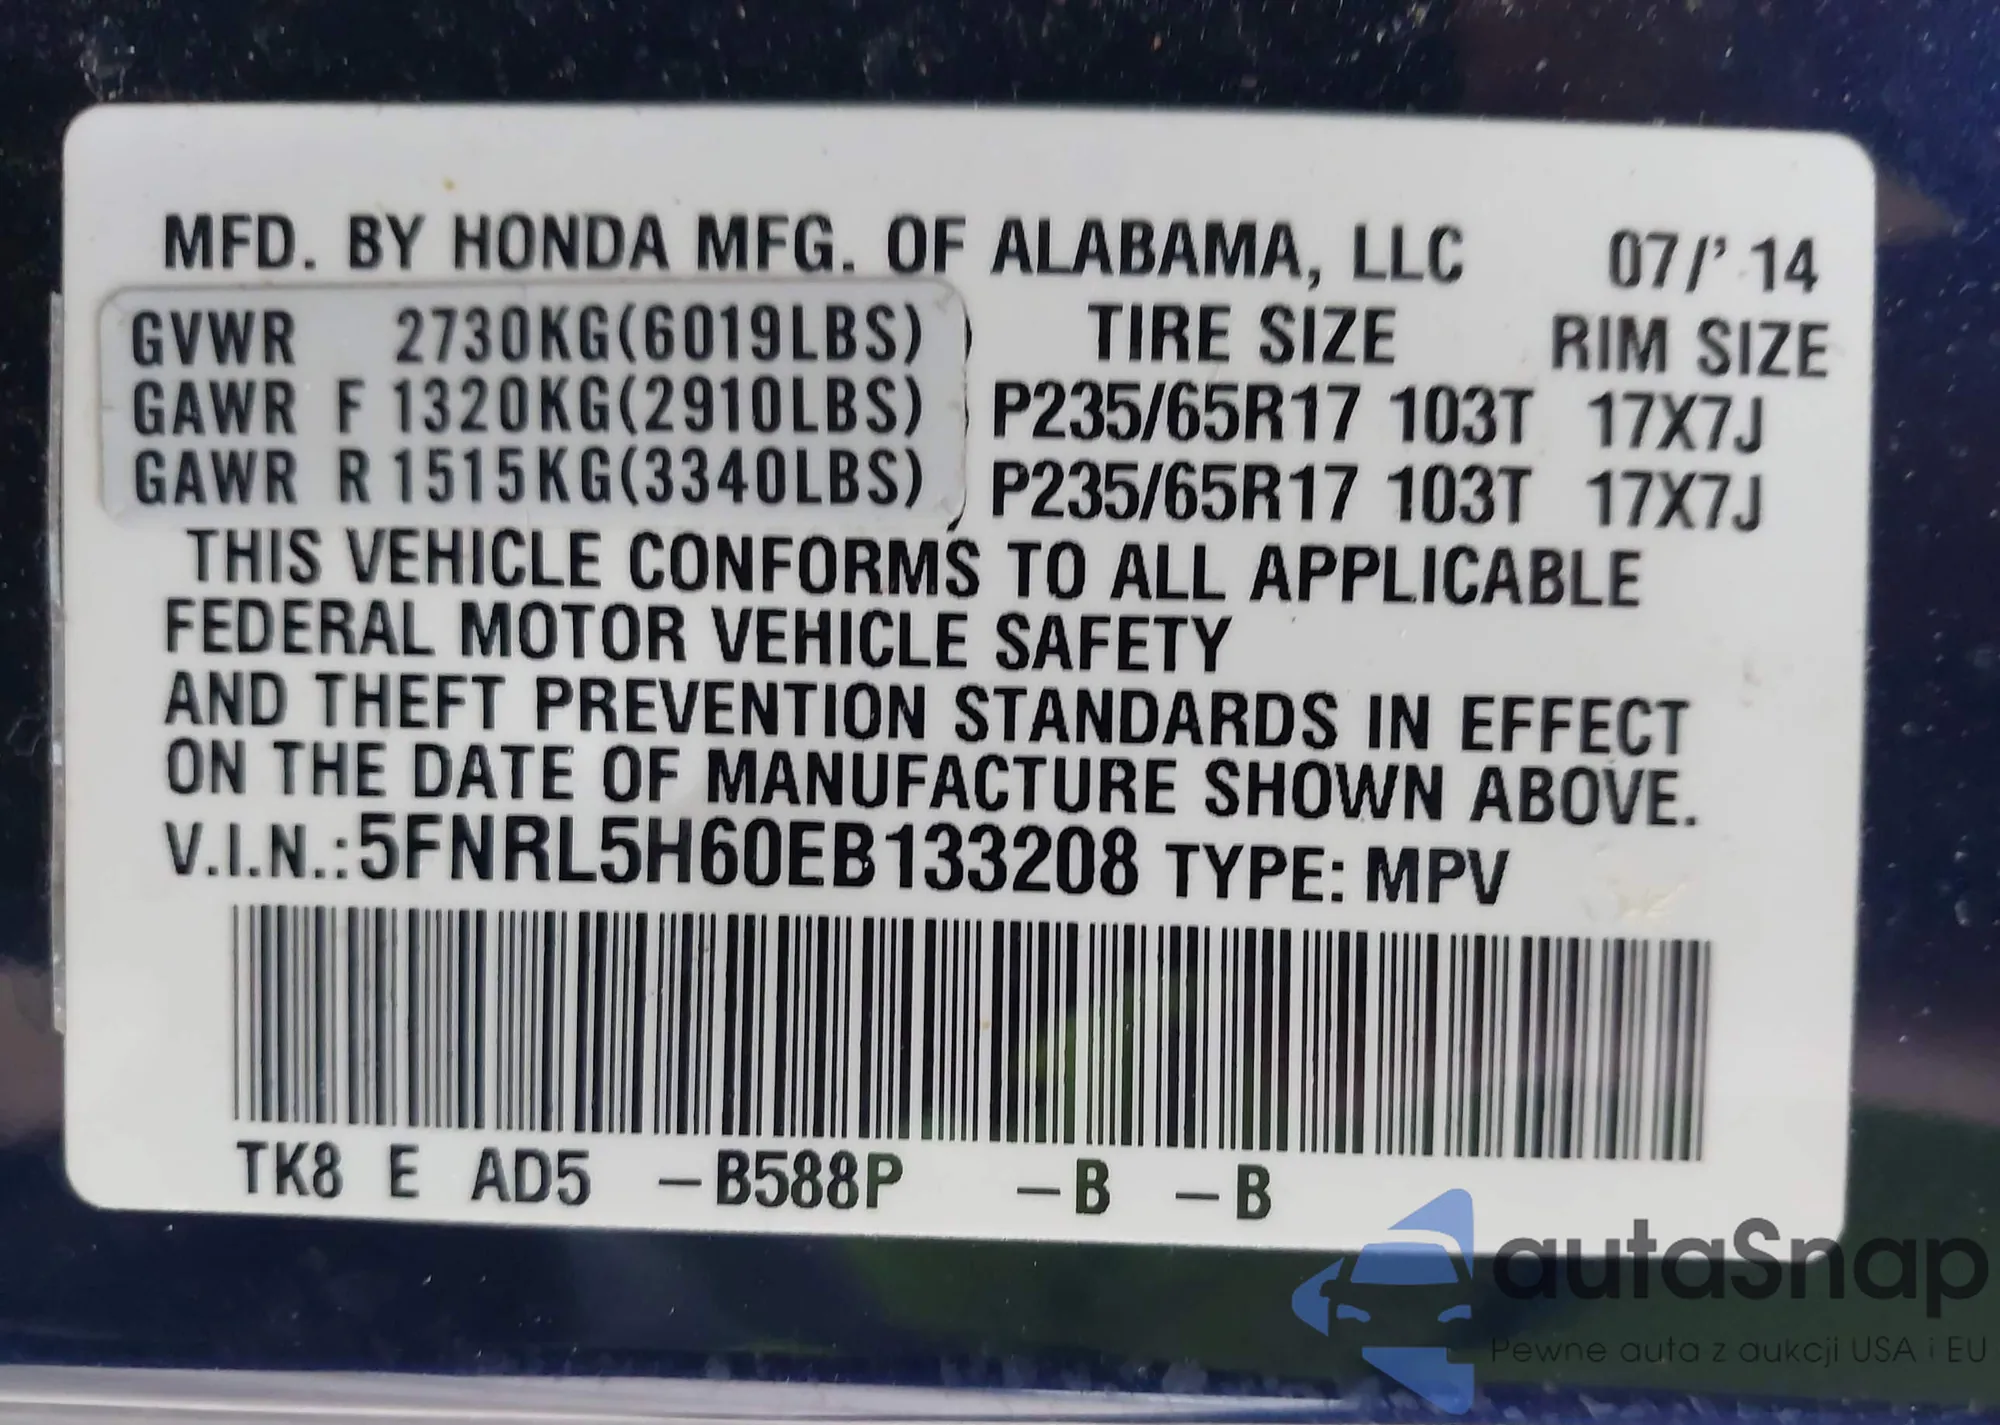 MFD. BY HONDA MFG. OF ALABAMA, LLC 07/' 14
GVWR 2730KG(6019LBS) TIRE SIZE RIM SIZE
GAWR F 1320KG(2910LBS) P235/65R17 103T 17X7J
GAWR R 1515KG(3340LBS) P235/65R17 103T 17X7J
THIS VEHICLE CONFORMS TO ALL APPLICABLE
FEDERAL MOTOR VEHICLE SAFETY
AND THEFT PREVENTION STANDARDS IN EFFECT
ON THE DATE OF MANUFACTURE SHOWN ABOVE.
V.I.N.:5FNRL5H60EB133208 TYPE: MPV
TK8 E AD5 –B588P –B –B
autaSnap
Pewne auta z aukcji USA i EU